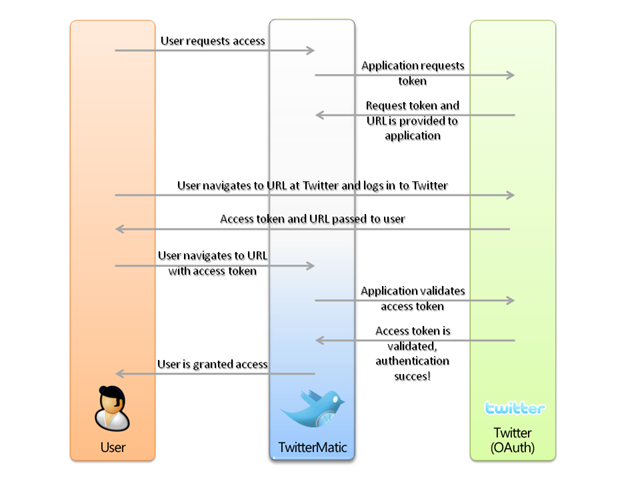 User requests access
Application requests
token
Request token and
URL is provided to
application
User navigates to URL at Twitter and logs in to Twitter
Access token and URL passed to user
User navigates to URL
with access token
Application validates
access token
Access token is
validated,
authentication
succes!
User is granted access
twitter
User
TwitterMatic
Twitter
(OAuth)